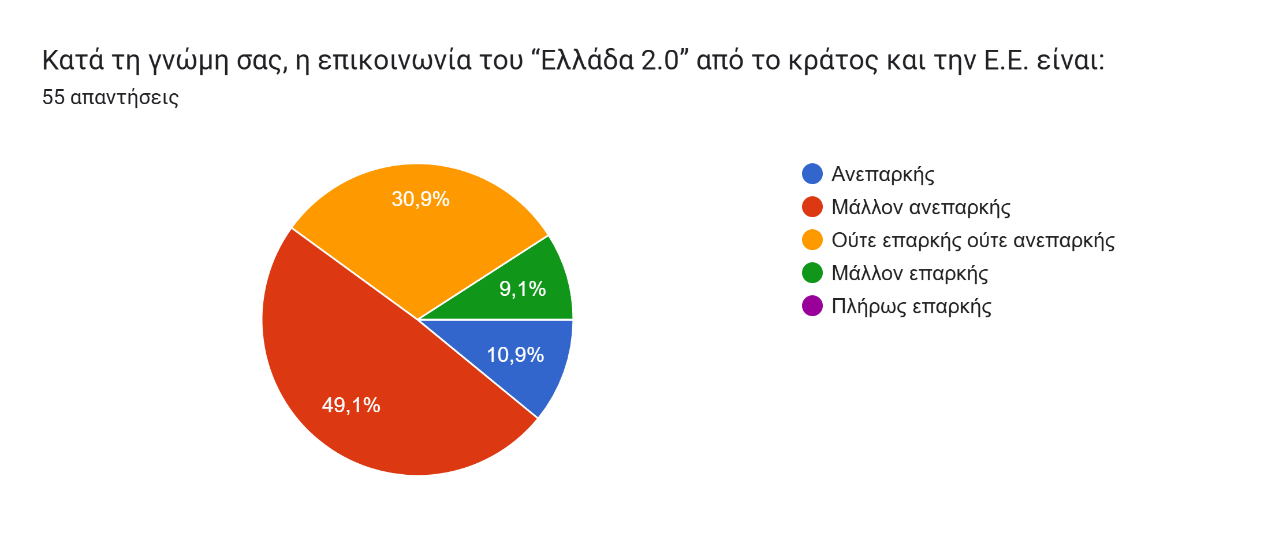 Κατά τη γνώμη σας, η επικοινωνία του “Ελλάδα 2.0” από το κράτος και την Ε.Ε. είναι:
55 απαντήσεις
30,9%
9,1%
10,9%
49,1%
Ανεπαρκής
Μάλλον ανεπαρκής
Ούτε επαρκής ούτε ανεπαρκής
Μάλλον επαρκής
Πλήρως επαρκής